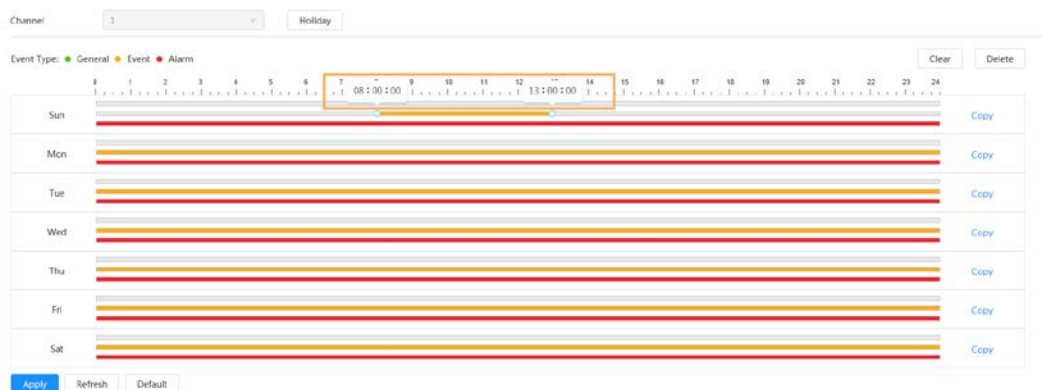 Channel 1 Holiday
Event Type: General Event Alarm Clear Delete
0 1 2 3 4 5 6 7 9 10 11 12 14 15 16 17 18 19 20 21 22 23 24
08:00:00 13:00:00
Sun Copy
Mon Copy
Tue Copy
Wed Copy
Thu Copy
Fri Copy
Sat Copy
Apply Refresh Default